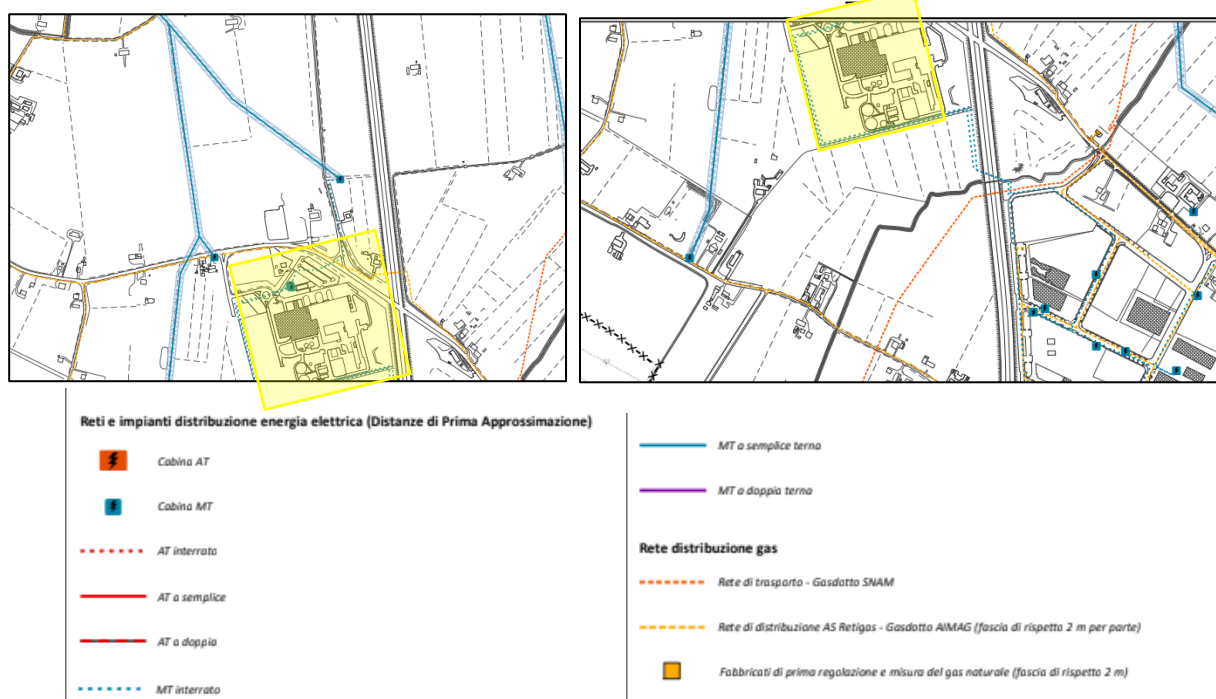 Reti e impianti distribuzione energia elettrica (Distanze di Prima Approssimazione)
Cabina AT
Cabina MT
AT interrato
AT a semplice
AT a doppia
MT interrato
MT a semplice terna
MT a doppia terna
Rete distribuzione gas
Rete di trasporto - Gasdotto SNAM
Rete di distribuzione AS Retigas - Gasdotto AIMAG (fascia di rispetto 2 m per parte)
Fabbricati di prima regolazione e misura del gas naturale (fascia di rispetto 2 m)